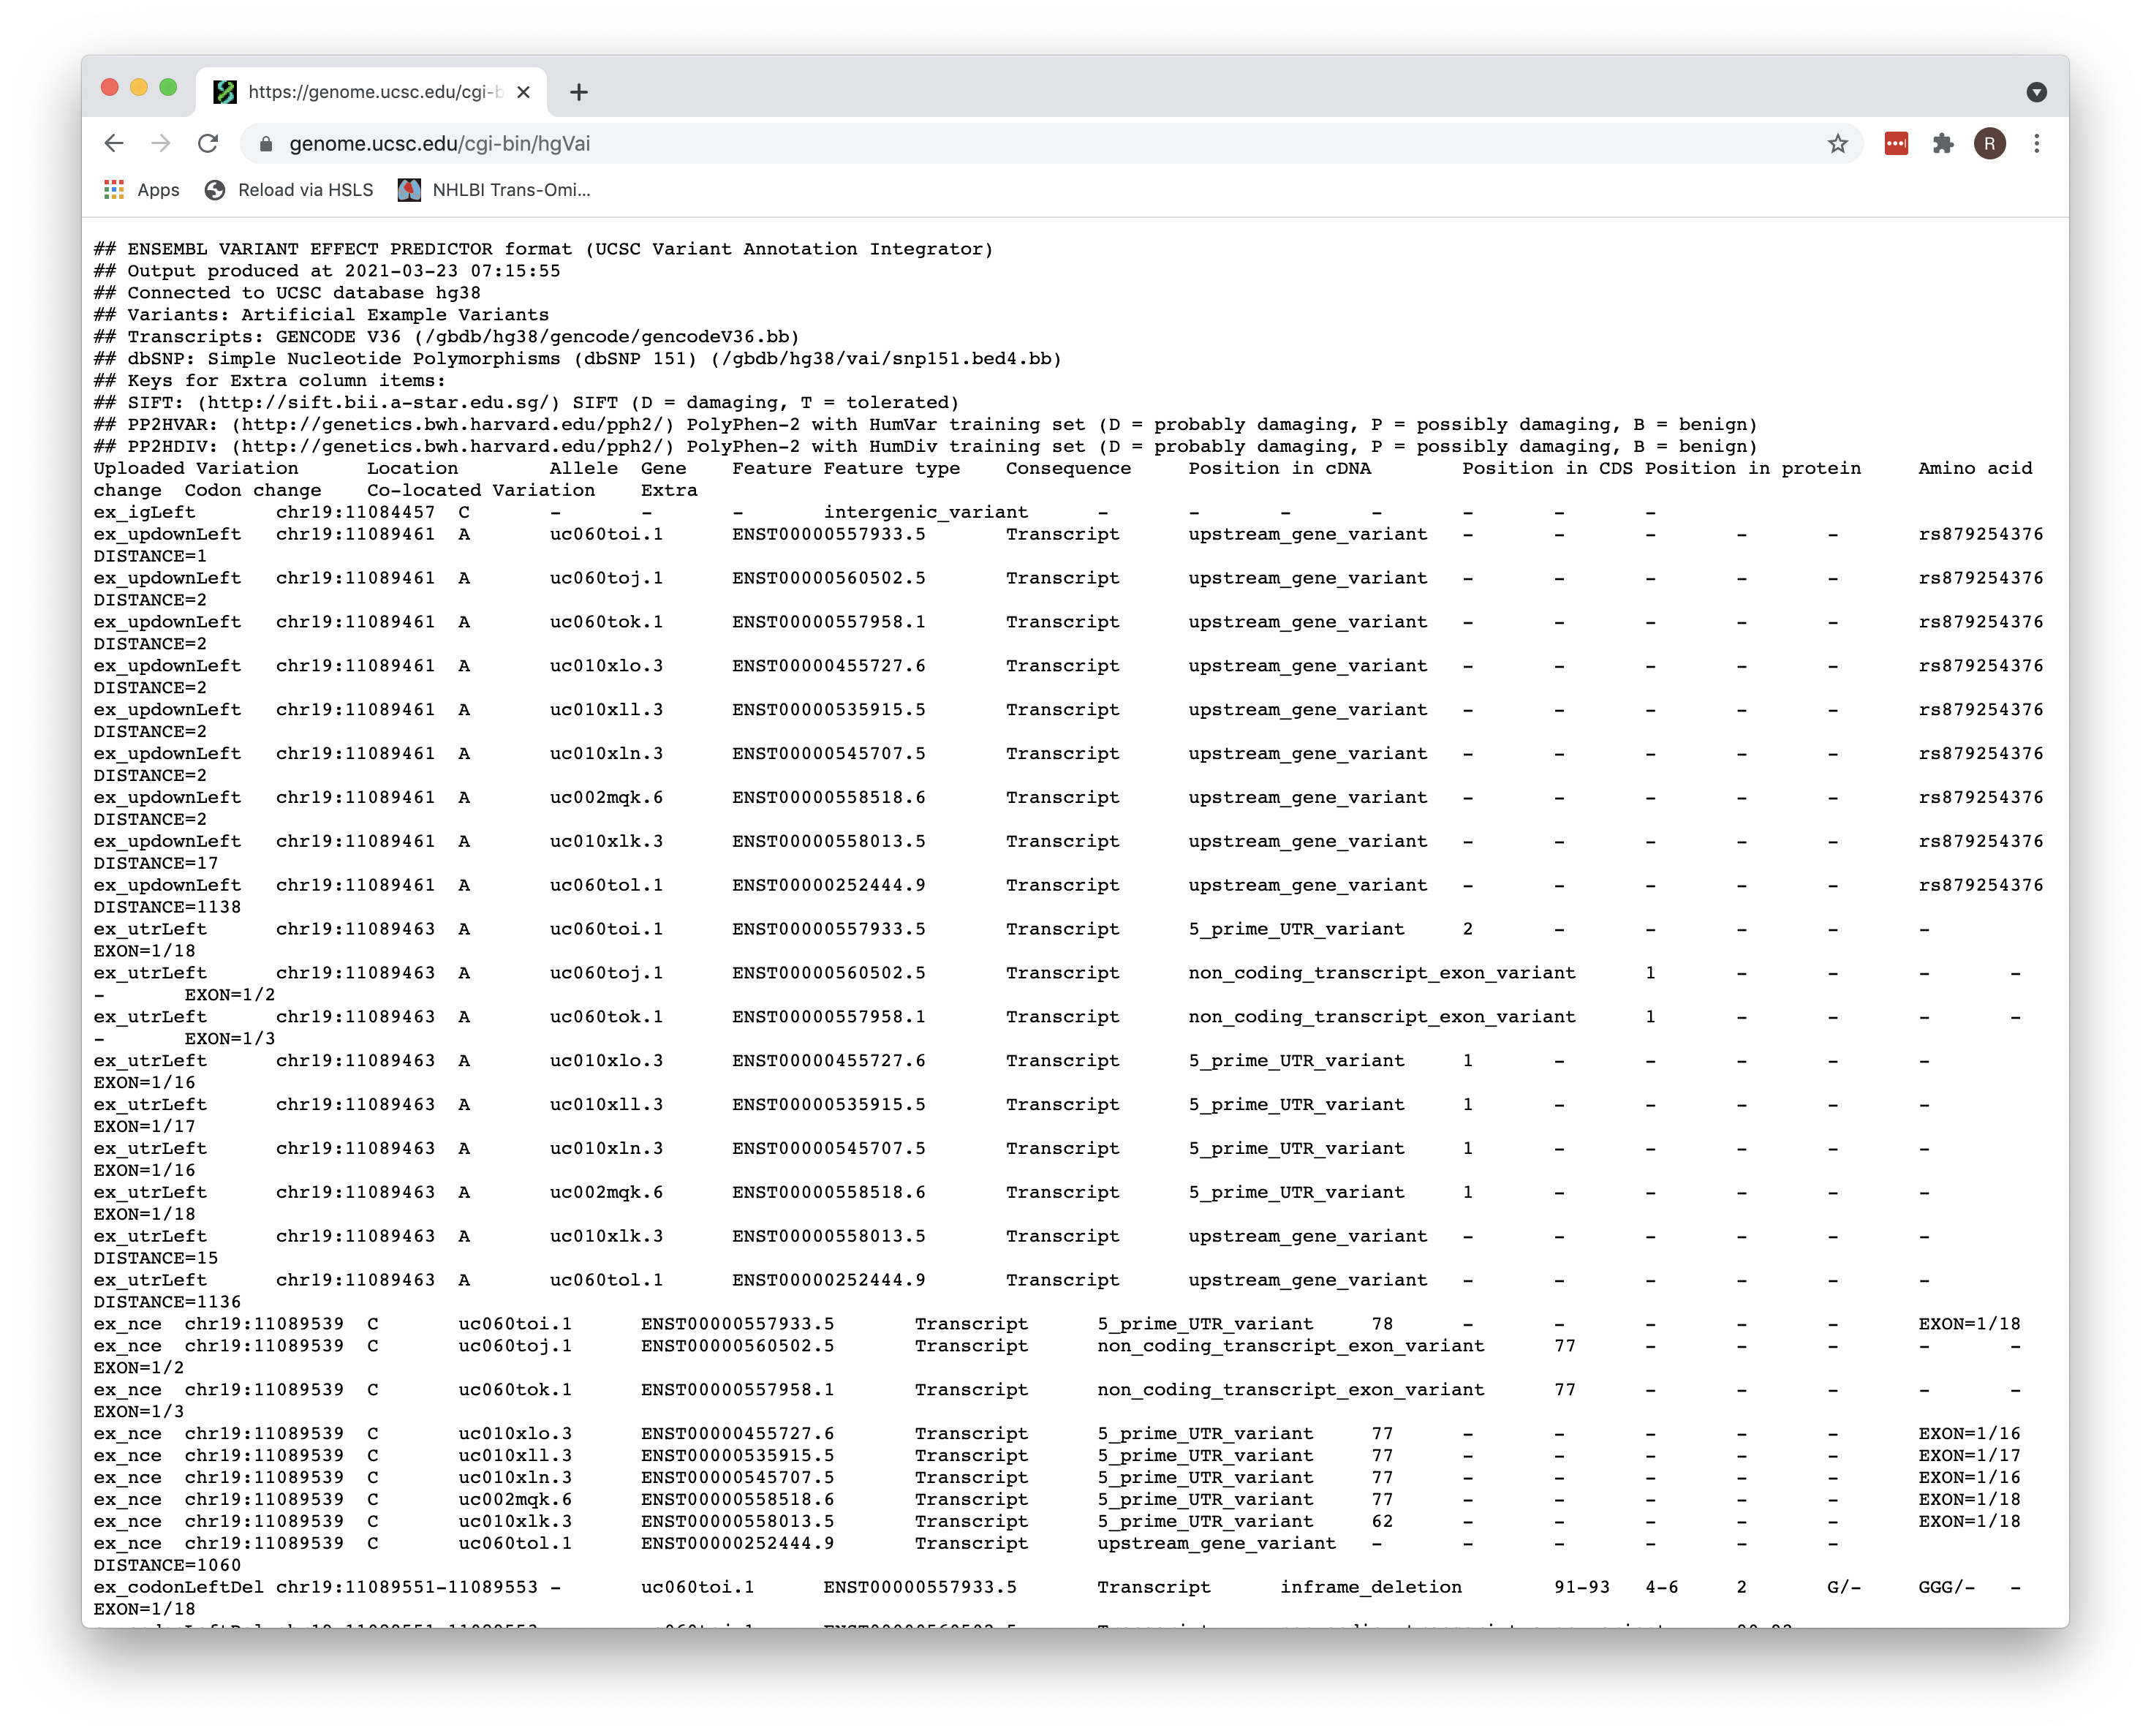 https://genome.ucsc.edu/cgi-b
genome.ucsc.edu/cgi-bin/hgVai
R
Apps Reload via HSLS NHLBI Trans-Omi...
## ENSEMBL VARIANT EFFECT PREDICTOR format (UCSC Variant Annotation Integrator)
## Output produced at 2021-03-23 07:15:55
## Connected to UCSC database hg38
## Variants: Artificial Example Variants
## Transcripts: GENCODE V36 (/gbdb/hg38/gencode/gencodeV36.bb)
## dbSNP: Simple Nucleotide Polymorphisms (dbSNP 151) (/gbdb/hg38/vai/snp151.bed4.bb)
## Keys for Extra column items:
## SIFT: (http://sift.bii.a-star.edu.sg/) SIFT (D = damaging, T = tolerated)
## PP2HVAR: (http://genetics.bwh.harvard.edu/pph2/) PolyPhen-2 with HumVar training set (D = probably damaging, P = possibly damaging, B = benign)
## PP2HDIV: (http://genetics.bwh.harvard.edu/pph2/) PolyPhen-2 with HumDiv training set (D = probably damaging, P = possibly damaging, B = benign)
Uploaded Variation Location Allele Gene Feature Feature type Consequence Position in cDNA Position in CDS Position in protein Amino acid
change Codon change Co-located Variation Extra
ex_igLeft chr19:11084457 C - - - intergenic_variant - - - - - - -
ex_updownLeft chr19:11089461 A uc060toi.1 ENST00000557933.5 Transcript upstream_gene_variant - - - - - rs879254376
DISTANCE=1
ex_updownLeft chr19:11089461 A uc060toj.1 ENST00000560502.5 Transcript upstream_gene_variant - - - - - rs879254376
DISTANCE=2
ex_updownLeft chr19:11089461 A uc060tok.1 ENST00000557958.1 Transcript upstream_gene_variant - - - - - rs879254376
DISTANCE=2
ex_updownLeft chr19:11089461 A uc010xlo.3 ENST00000455727.6 Transcript upstream_gene_variant - - - - - rs879254376
DISTANCE=2
ex_updownLeft chr19:11089461 A uc010xll.3 ENST00000535915.5 Transcript upstream_gene_variant - - - - - rs879254376
DISTANCE=2
ex_updownLeft chr19:11089461 A uc010xln.3 ENST00000545707.5 Transcript upstream_gene_variant - - - - - rs879254376
DISTANCE=2
ex_updownLeft chr19:11089461 A uc002mqk.6 ENST00000558518.6 Transcript upstream_gene_variant - - - - - rs879254376
DISTANCE=2
ex_updownLeft chr19:11089461 A uc010xlk.3 ENST00000558013.5 Transcript upstream_gene_variant - - - - - rs879254376
DISTANCE=17
ex_updownLeft chr19:11089461 A uc060tol.1 ENST00000252444.9 Transcript upstream_gene_variant - - - - - rs879254376
DISTANCE=1138
ex_utrLeft chr19:11089463 A uc060toi.1 ENST00000557933.5 Transcript 5_prime_UTR_variant 2 - - - - -
EXON=1/18
ex_utrLeft chr19:11089463 A uc060toj.1 ENST00000560502.5 Transcript non_coding_transcript_exon_variant 1 - - - -
- EXON=1/2
ex_utrLeft chr19:11089463 A uc060tok.1 ENST00000557958.1 Transcript non_coding_transcript_exon_variant 1 - - - -
- EXON=1/3
ex_utrLeft chr19:11089463 A uc010xlo.3 ENST00000455727.6 Transcript 5_prime_UTR_variant 1 - - - - -
EXON=1/16
ex_utrLeft chr19:11089463 A uc010xll.3 ENST00000535915.5 Transcript 5_prime_UTR_variant 1 - - - - -
EXON=1/17
ex_utrLeft chr19:11089463 A uc010xln.3 ENST00000545707.5 Transcript 5_prime_UTR_variant 1 - - - - -
EXON=1/16
ex_utrLeft chr19:11089463 A uc002mqk.6 ENST00000558518.6 Transcript 5_prime_UTR_variant 1 - - - - -
EXON=1/18
ex_utrLeft chr19:11089463 A uc010xlk.3 ENST00000558013.5 Transcript upstream_gene_variant - - - - - -
DISTANCE=15
ex_utrLeft chr19:11089463 A uc060tol.1 ENST00000252444.9 Transcript upstream_gene_variant - - - - - -
DISTANCE=1136
ex_nce chr19:11089539 C uc060toi.1 ENST00000557933.5 Transcript 5_prime_UTR_variant 78 - - - - - EXON=1/18
ex_nce chr19:11089539 C uc060toj.1 ENST00000560502.5 Transcript non_coding_transcript_exon_variant 77 - - - - -
EXON=1/2
ex_nce chr19:11089539 C uc060tok.1 ENST00000557958.1 Transcript non_coding_transcript_exon_variant 77 - - - - -
EXON=1/3
ex_nce chr19:11089539 C uc010xlo.3 ENST00000455727.6 Transcript 5_prime_UTR_variant 77 - - - - - EXON=1/16
ex_nce chr19:11089539 C uc010xll.3 ENST00000535915.5 Transcript 5_prime_UTR_variant 77 - - - - - EXON=1/17
ex_nce chr19:11089539 C uc010xln.3 ENST00000545707.5 Transcript 5_prime_UTR_variant 77 - - - - - EXON=1/16
ex_nce chr19:11089539 C uc002mqk.6 ENST00000558518.6 Transcript 5_prime_UTR_variant 77 - - - - - EXON=1/18
ex_nce chr19:11089539 C uc010xlk.3 ENST00000558013.5 Transcript 5_prime_UTR_variant 62 - - - - - EXON=1/18
ex_nce chr19:11089539 C uc060tol.1 ENST00000252444.9 Transcript upstream_gene_variant - - - - - -
DISTANCE=1060
ex_codonLeftDel chr19:11089551-11089553 - uc060toi.1 ENST00000557933.5 Transcript inframe_deletion 91-93 4-6 2 G/- GGG/- -
EXON=1/18